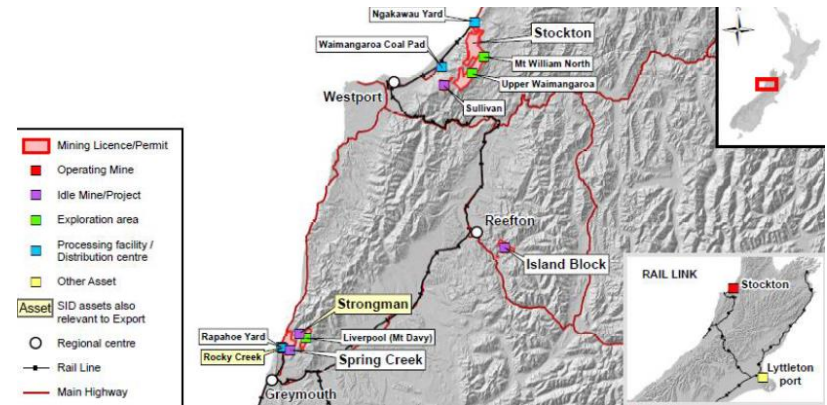 Ngakawau Yard
Stockton
Waimangaroa Coal Pad
Mt William North
Upper Waimangaroa
Westport
Sullivan
Mining Licence/Permit
Operating Mine
Idle Mine/Project
Exploration area
Processing facility /
Distribution centre
Other Asset
Asset
SID assets also
relevant to Export
Regional centre
Rail Line
Main Highway
Reefton
Island Block
Strongman
Rapahoe Yard
Liverpool (Mt Davy)
Rocky Creek
Spring Creek
Greymouth
RAIL LINK
Stockton
Lyttleton
port